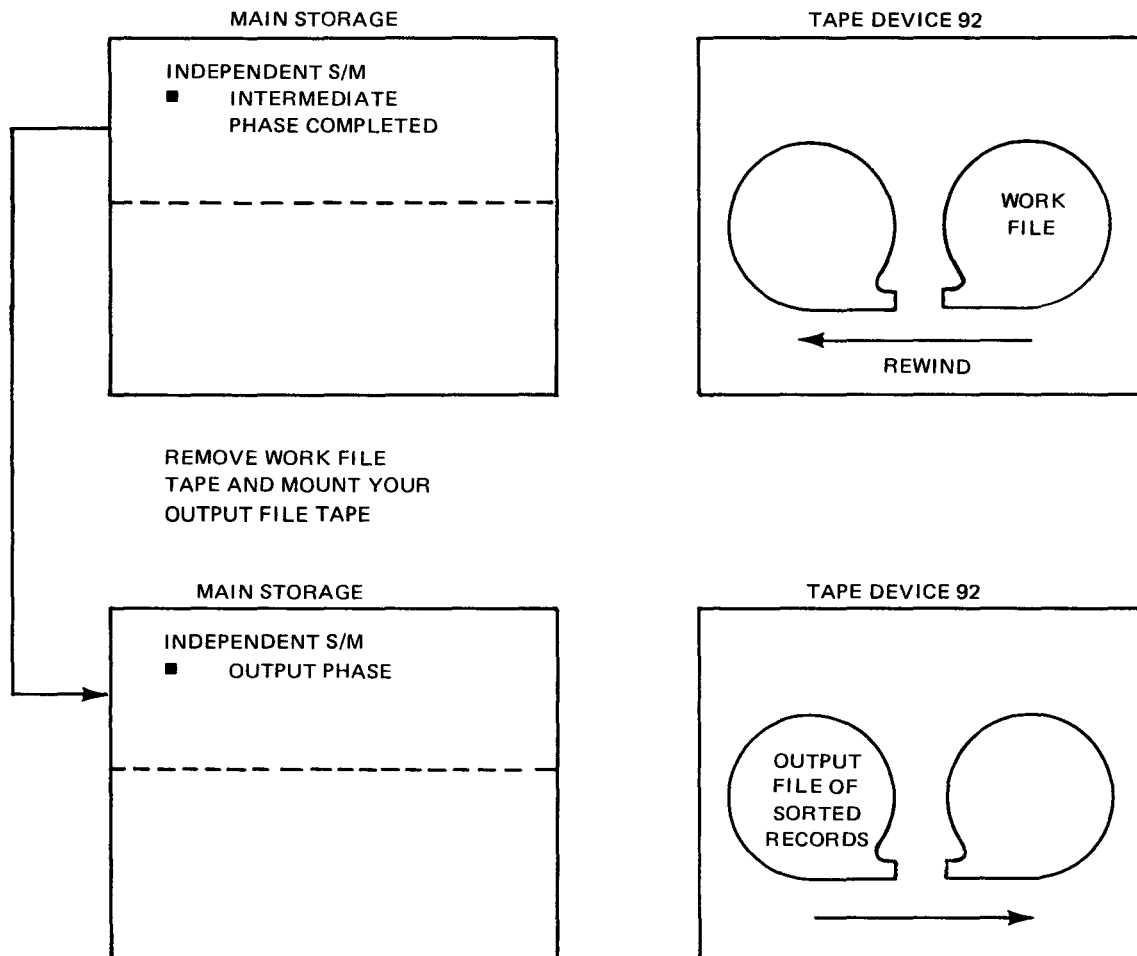 MAIN STORAGE
TAPE DEVICE 92
INDEPENDENT S/M
■ INTERMEDIATE
PHASE COMPLETED
WORK
FILE
REWIND
REMOVE WORK FILE
TAPE AND MOUNT YOUR
OUTPUT FILE TAPE
MAIN STORAGE
TAPE DEVICE 92
INDEPENDENT S/M
■ OUTPUT PHASE
OUTPUT
FILE OF
SORTED
RECORDS